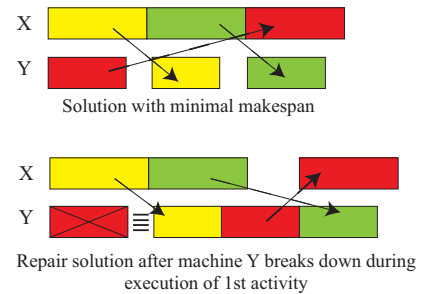 X
Y
Solution with minimal makespan
X
Y
Repair solution after machine Y breaks down during
execution of 1st activity